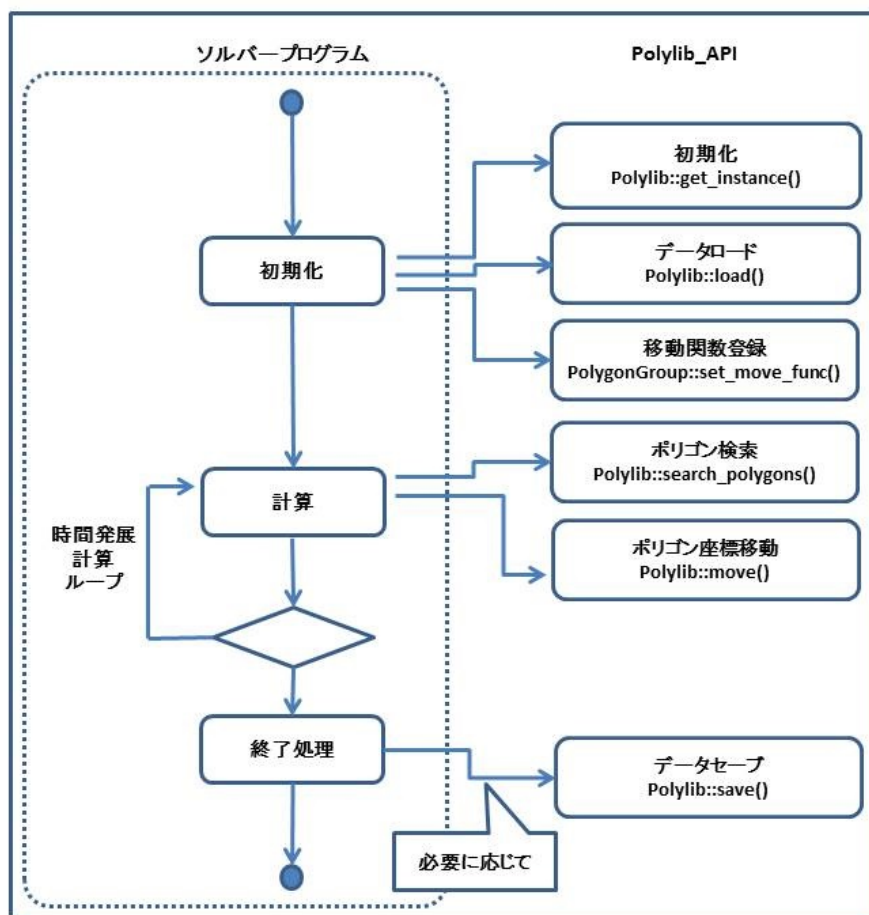 ソルバープログラム
Polylib_API
初期化
Polylib::get_instance()
初期化
データロード
Polylib::load()
移動関数登録
PolygonGroup::set_move_func()
計算
ポリゴン検索
Polylib::search_polygons()
ポリゴン座標移動
Polylib::move()
時間発展
計算
ループ
終了処理
データセーブ
Polylib::save()
必要に応じて